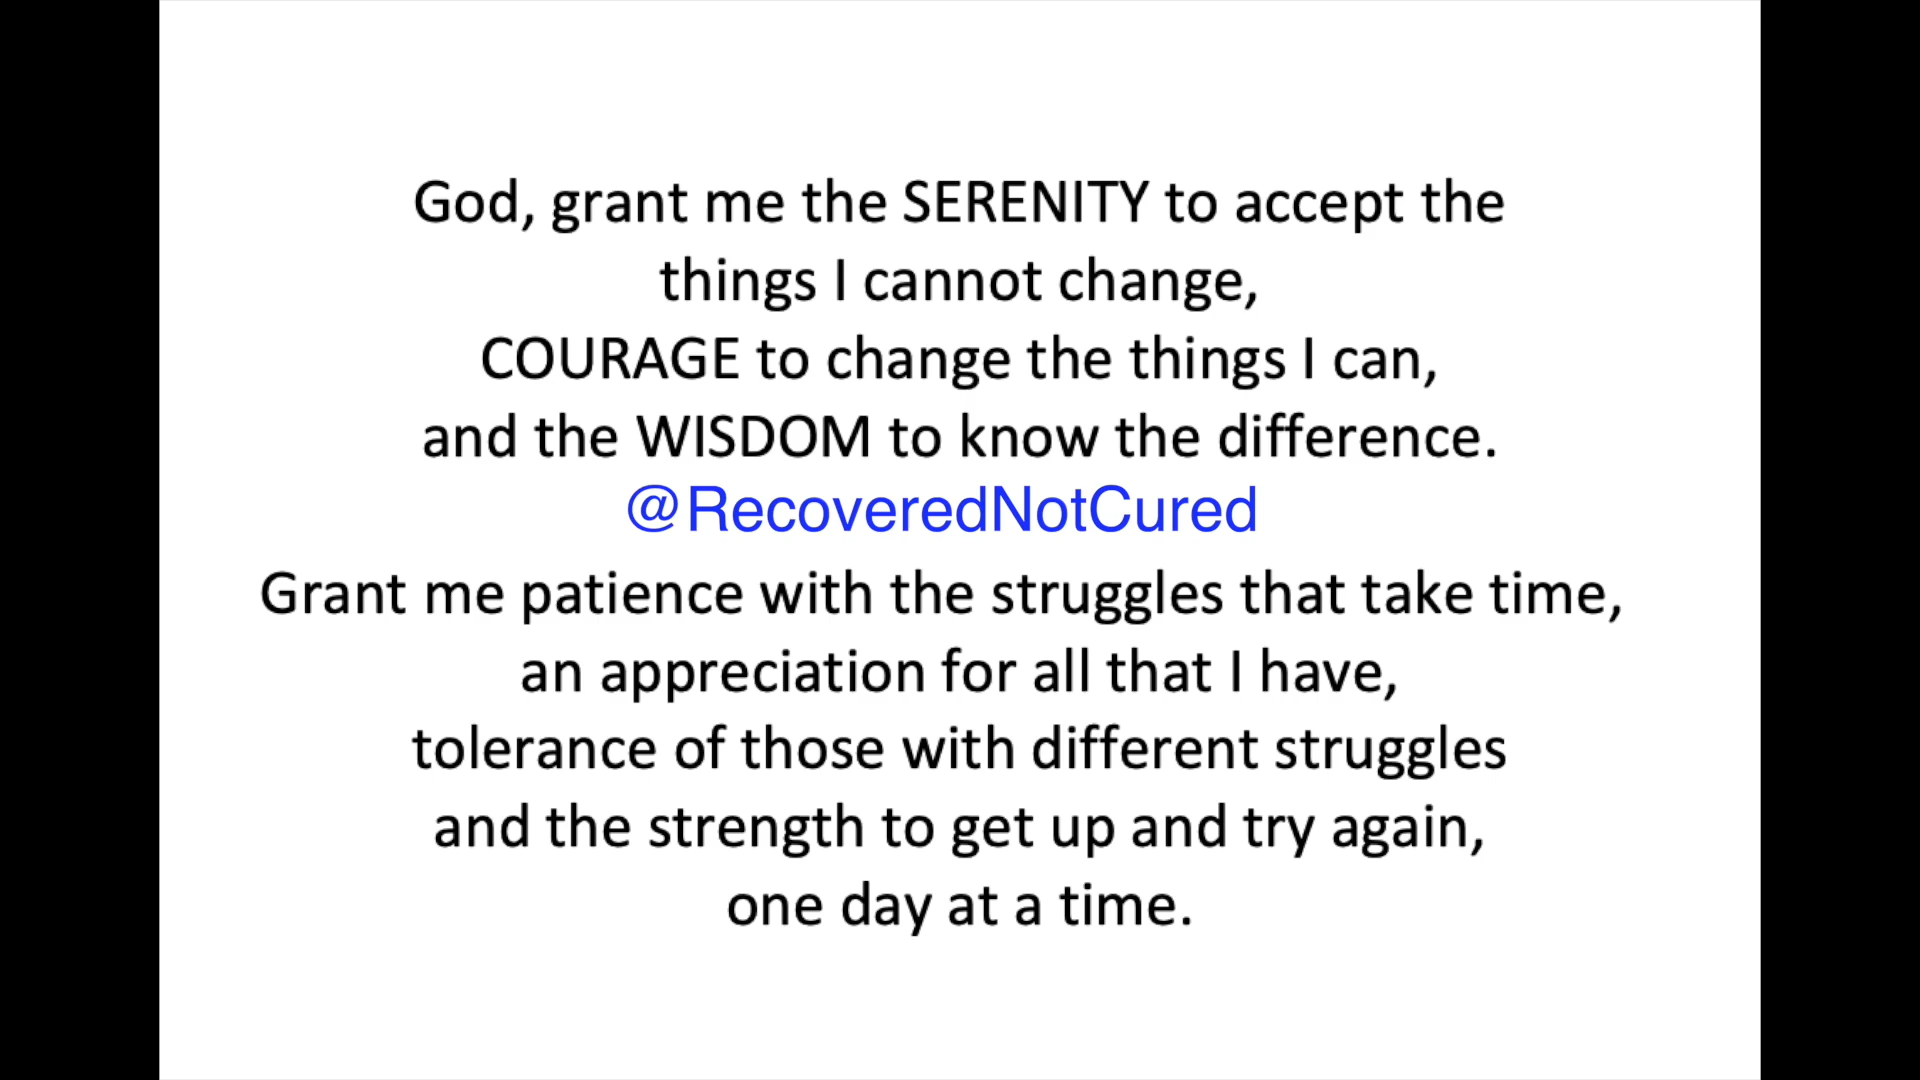 God, grant me the SERENITY to accept the
things I cannot change,
COURAGE to change the things I can,
and the WISDOM to know the difference.
@RecoveredNotCured
Grant me patience with the struggles that take time,
an appreciation for all that I have,
tolerance of those with different struggles
and the strength to get up and try again,
one day at a time.